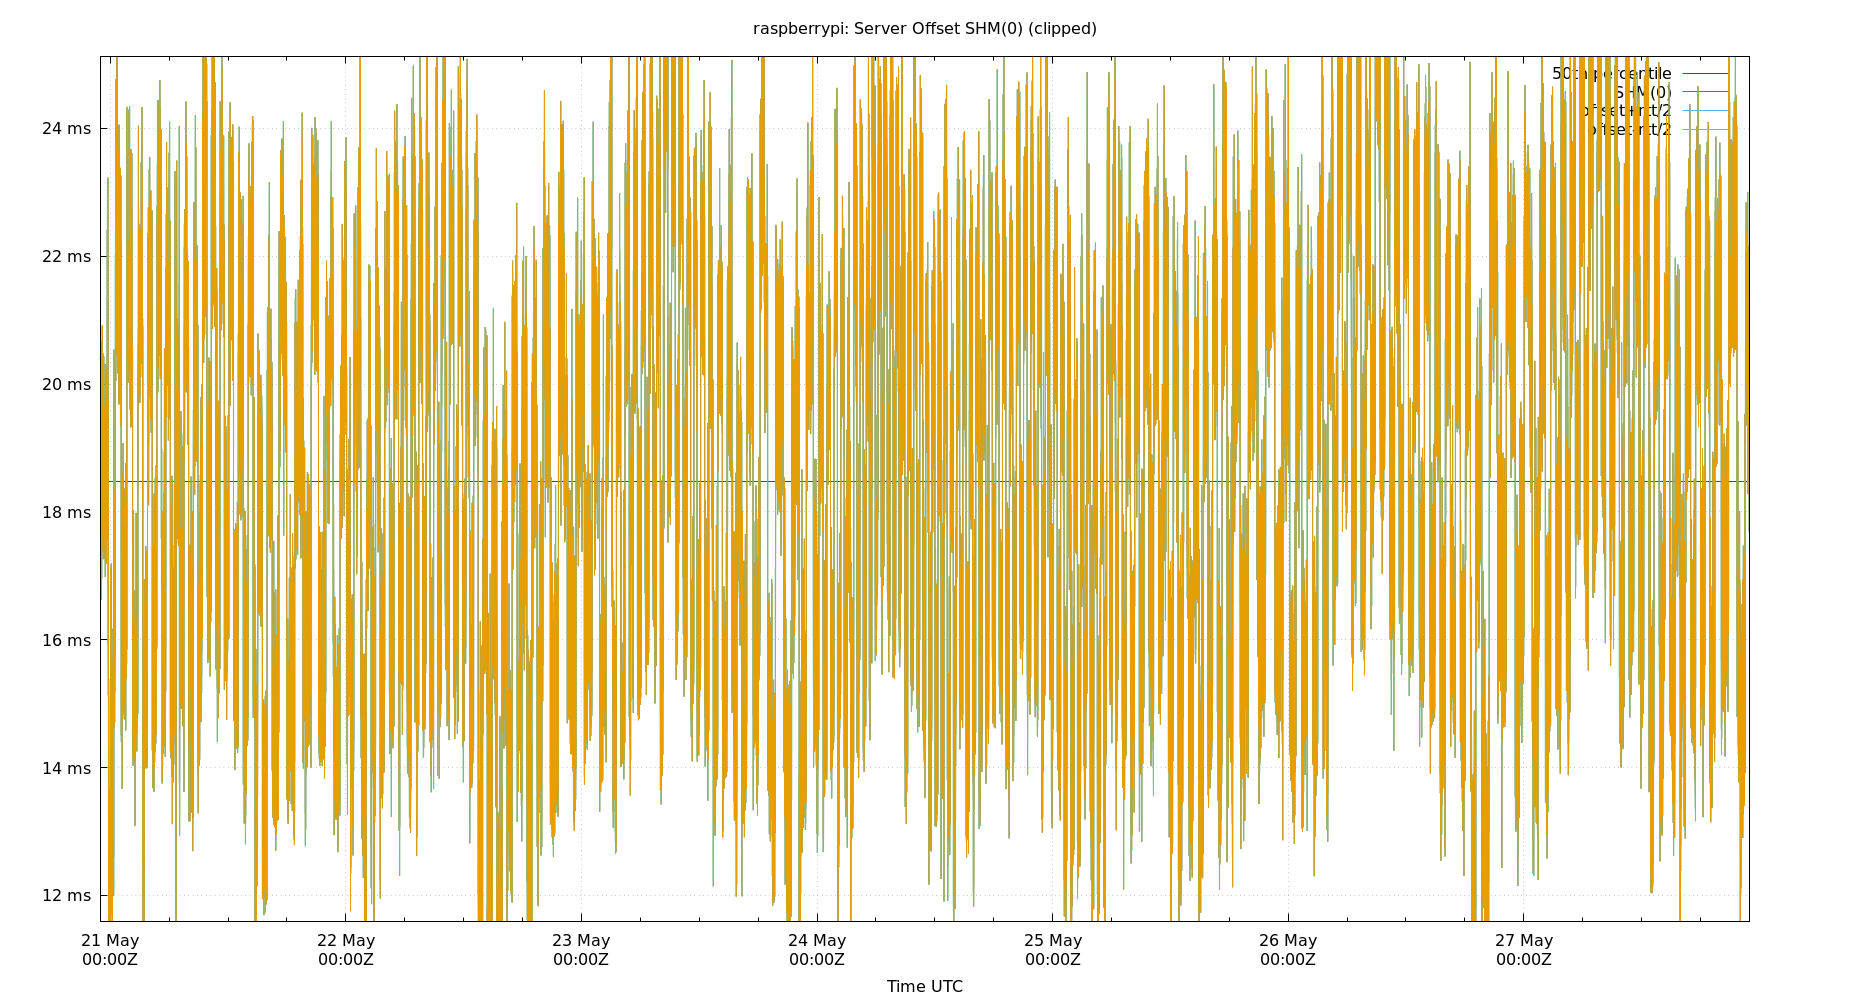 raspberrypi: Server Offset SHM(0) (clipped)
50th percentile
SHM(0)
offset+rtt/2
offset-rtt/2
24 ms
22 ms
20 ms
18 ms
16 ms
14 ms
12 ms
21 May 22 May 23 May 24 May 25 May 26 May 27 May
00:00Z 00:00Z 00:00Z 00:00Z 00:00Z 00:00Z 00:00Z
Time UTC